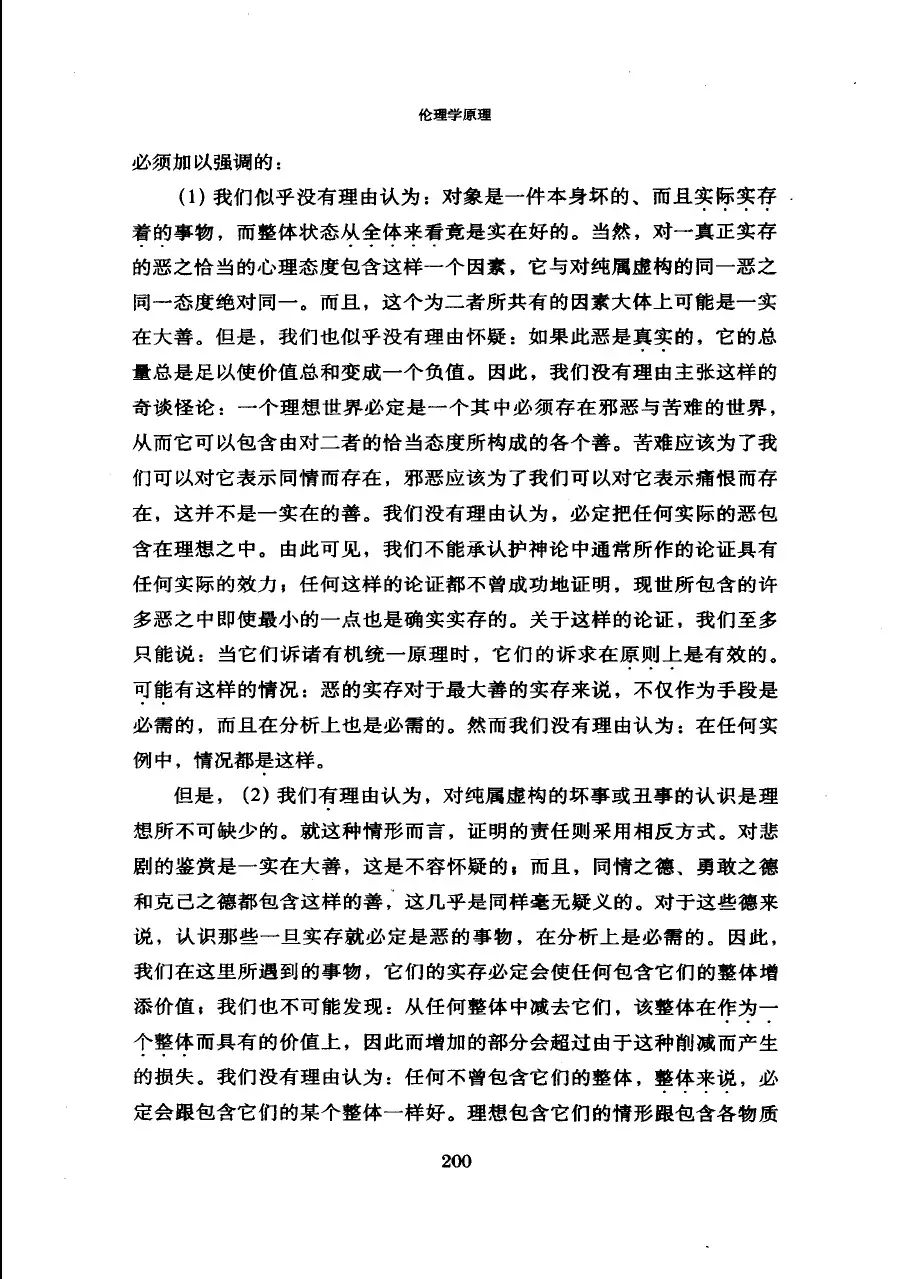 伦理学原理
必须加以强调的：
(1) 我们似乎没有理由认为：对象是一件本身坏的、而且实际实存
着的事物，而整体状态从全体来看竟是实在好的。当然，对一真正实存
的恶之恰当的心理态度包含这样一个因素，它与对纯属虚构的同一恶之
同一态度绝对同一。而且，这个为二者所共有的因素大体上可能是一实
在大善。但是，我们也似乎没有理由怀疑：如果此恶是真实的，它的总
量总是足以使价值总和变成一个负值。因此，我们没有理由主张这样的
奇谈怪论：一个理想世界必定是一个其中必须存在邪恶与苦难的世界，
从而它可以包含由对二者的恰当态度所构成的各个善。苦难应该为了我
们可以对它表示同情而存在，邪恶应该为了我们可以对它表示痛恨而存
在，这并不是一实在的善。我们没有理由认为，必定把任何实际的恶包
含在理想之中。由此可见，我们不能承认护神论中通常所作的论证具有
任何实际的效力；任何这样的论证都不曾成功地证明，现世所包含的许
多恶之中即使最小的一点也是确实实存的。关于这样的论证，我们至多
只能说：当它们诉诸有机统一原理时，它们的诉求在原则上是有效的。
可能有这样的情况：恶的实存对于最大善的实存来说，不仅作为手段是
必需的，而且在分析上也是必需的。然而我们没有理由认为：在任何实
例中，情况都是这样。
但是，(2) 我们有理由认为，对纯属虚构的坏事或丑事的认识是理
想所不可缺少的。就这种情形而言，证明的责任则采用相反方式。对悲
剧的鉴赏是一实在大善，这是不容怀疑的；而且，同情之德、勇敢之德
和克己之德都包含这样的善，这几乎是同样毫无疑义的。对于这些德来
说，认识那些一旦实存就必定是恶的事物，在分析上是必需的。因此，
我们在这里所遇到的事物，它们的实存必定会使任何包含它们的整体增
添价值；我们也不可能发现：从任何整体中减去它们，该整体在作为一
个整体而具有的价值上，因此而增加的部分会超过由于这种削减而产生
的损失。我们没有理由认为：任何不曾包含它们的整体，整体来说，必
定会跟包含它们的某个整体一样好。理想包含它们的情形跟包含各物质
200